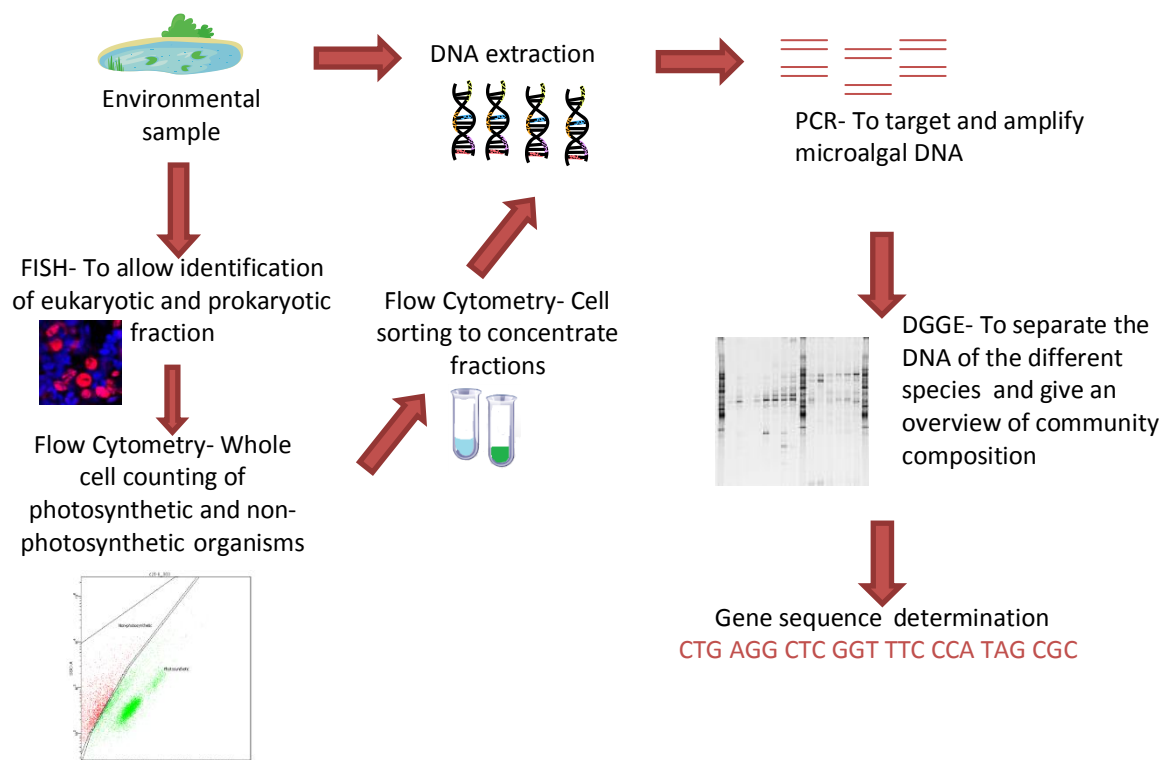 Environmental
sample
DNA extraction
PCR- To target and amplify
microalgal DNA
FISH- To allow identification
of eukaryotic and prokaryotic
fraction
Flow Cytometry- Cell
sorting to concentrate
fractions
DGGE- To separate the
DNA of the different
species and give an
overview of community
composition
Flow Cytometry- Whole
cell counting of
photosynthetic and non-
photosynthetic organisms
Non-photosynthetic
Photosynthetic
Gene sequence determination
CTG AGG CTC GGT TTC CCA TAG CGC